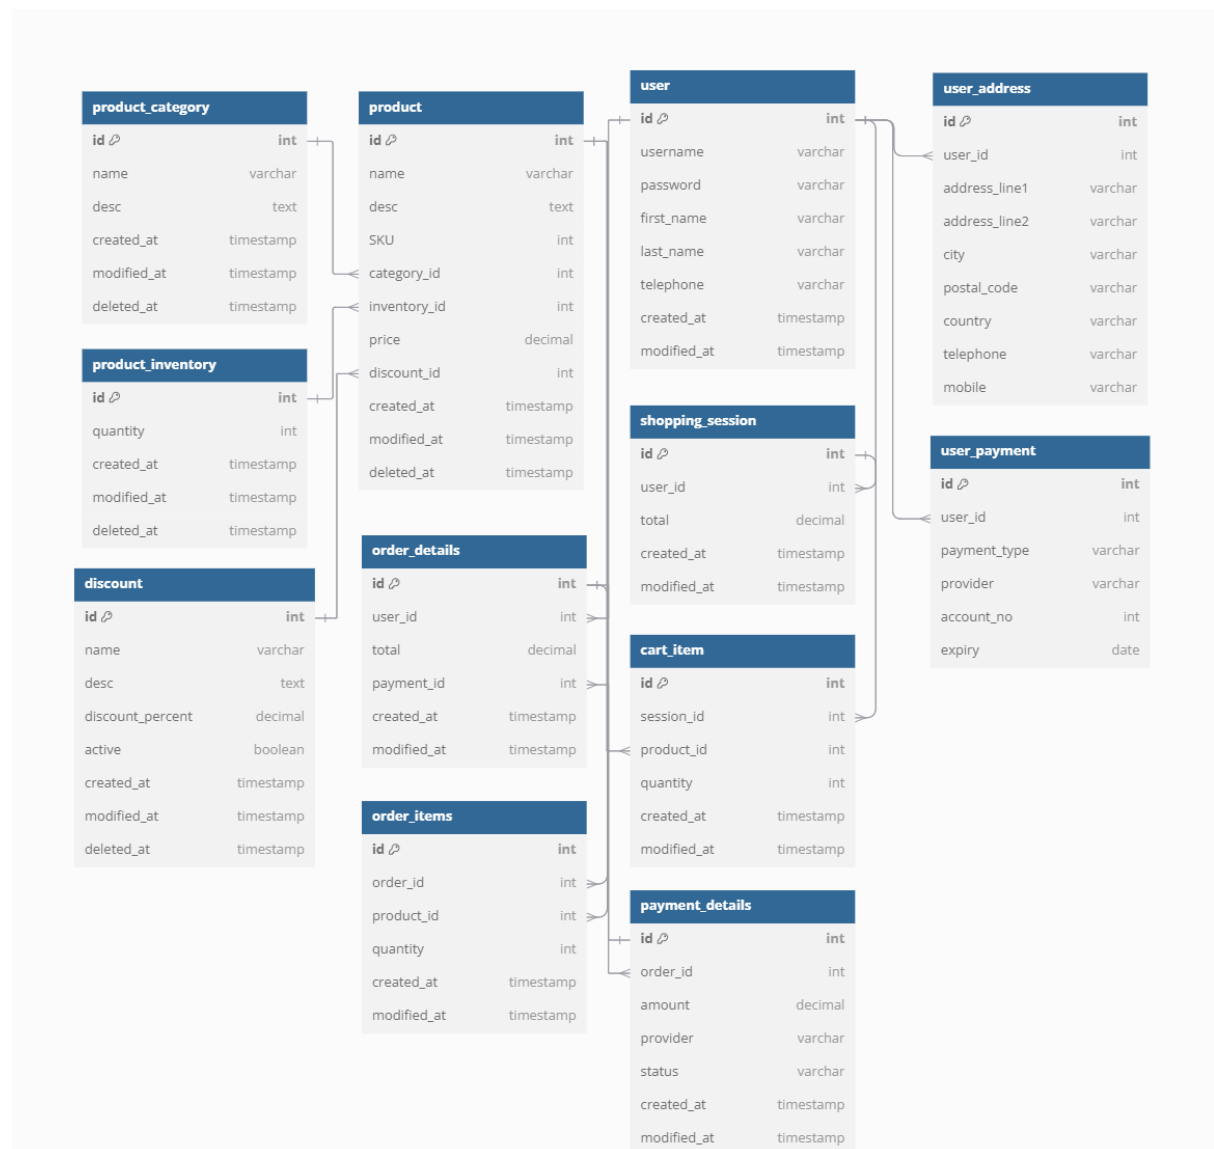 product_category
id int
name varchar
desc text
created_at timestamp
modified_at timestamp
deleted_at timestamp
product_inventory
id int
quantity int
created_at timestamp
modified_at timestamp
deleted_at timestamp
discount
id int
name varchar
desc text
discount_percent decimal
active boolean
created_at timestamp
modified_at timestamp
deleted_at timestamp
product
id int
name varchar
desc text
SKU int
category_id int
inventory_id int
price decimal
discount_id int
created_at timestamp
modified_at timestamp
deleted_at timestamp
order_details
id int
user_id int
total decimal
payment_id int
created_at timestamp
modified_at timestamp
order_items
id int
order_id int
product_id int
quantity int
created_at timestamp
modified_at timestamp
user
id int
username varchar
password varchar
first_name varchar
last_name varchar
telephone varchar
created_at timestamp
modified_at timestamp
shopping_session
id int
user_id int
total decimal
created_at timestamp
modified_at timestamp
cart_item
id int
session_id int
product_id int
quantity int
created_at timestamp
modified_at timestamp
payment_details
id int
order_id int
amount decimal
provider varchar
status varchar
created_at timestamp
modified_at timestamp
user_address
id int
user_id int
address_line1 varchar
address_line2 varchar
city varchar
postal_code varchar
country varchar
telephone varchar
mobile varchar
user_payment
id int
user_id int
payment_type varchar
provider varchar
account_no int
expiry date